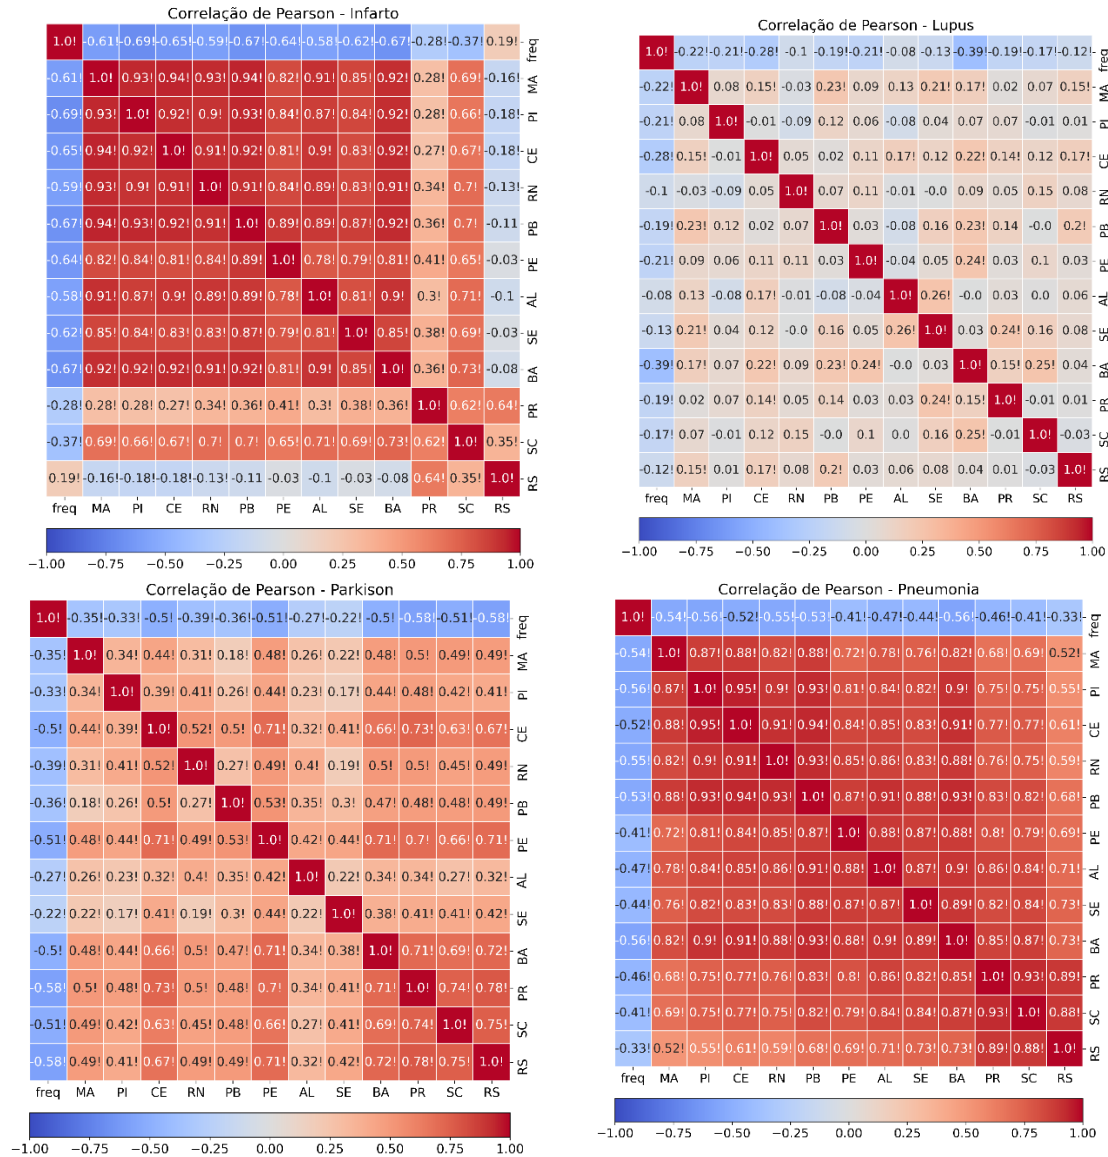 Correlação de Pearson - Infarto
1.0! -0.61! -0.69! -0.65! -0.59! -0.67! -0.64! -0.58! -0.62! -0.67! -0.28! -0.37! 0.19! freq
-0.61! 1.0! 0.93! 0.94! 0.93! 0.94! 0.82! 0.91! 0.85! 0.92! 0.28! 0.69! -0.16! MA
-0.69! 0.93! 1.0! 0.92! 0.9! 0.93! 0.84! 0.87! 0.84! 0.92! 0.28! 0.66! -0.18! PI
-0.65! 0.94! 0.92! 1.0! 0.91! 0.92! 0.81! 0.9! 0.83! 0.92! 0.27! 0.67! -0.18! CE
-0.59! 0.93! 0.9! 0.91! 1.0! 0.91! 0.84! 0.89! 0.83! 0.91! 0.34! 0.7! -0.13! RN
-0.67! 0.94! 0.93! 0.92! 0.91! 1.0! 0.89! 0.89! 0.87! 0.92! 0.36! 0.7! -0.11 PB
-0.64! 0.82! 0.84! 0.81! 0.84! 0.89! 1.0! 0.78! 0.79! 0.81! 0.41! 0.65! -0.03 PE
-0.58! 0.91! 0.87! 0.9! 0.89! 0.89! 0.78! 1.0! 0.81! 0.9! 0.3! 0.71! -0.1 AL
-0.62! 0.85! 0.84! 0.83! 0.83! 0.87! 0.79! 0.81! 1.0! 0.85! 0.38! 0.69! -0.03 SE
-0.67! 0.92! 0.92! 0.92! 0.91! 0.92! 0.81! 0.9! 0.85! 1.0! 0.36! 0.73! -0.08 BA
-0.28! 0.28! 0.28! 0.27! 0.34! 0.36! 0.41! 0.3! 0.38! 0.36! 1.0! 0.62! 0.64! PR
-0.37! 0.69! 0.66! 0.67! 0.7! 0.7! 0.65! 0.71! 0.69! 0.73! 0.62! 1.0! 0.35! SC
0.19! -0.16! -0.18! -0.18! -0.13! -0.11 -0.03 -0.1 -0.03 -0.08 0.64! 0.35! 1.0! RS
freq MA PI CE RN PB PE AL SE BA PR SC RS
−1.00 −0.75 −0.50 −0.25 0.00 0.25 0.50 0.75 1.00
Correlação de Pearson - Lupus
1.0! -0.22! -0.21! -0.28! -0.1 -0.19! -0.21! -0.08 -0.13 -0.39! -0.19! -0.17! -0.12! freq
-0.22! 1.0! 0.08 0.15! -0.03 0.23! 0.09 0.13 0.21! 0.17! 0.02 0.07 0.15! MA
-0.21! 0.08 1.0! -0.01 -0.09 0.12 0.06 -0.08 0.04 0.07 0.07 -0.01 0.01 PI
-0.28! 0.15! -0.01 1.0! 0.05 0.02 0.11 0.17! 0.12 0.22! 0.14 0.12 0.17! CE
-0.1 -0.03 -0.09 0.05 1.0! 0.07 0.11 -0.01 -0.0 0.09 0.05 0.15 0.08 RN
-0.19! 0.23! 0.12 0.02 0.07 1.0! 0.03 -0.08 0.16 0.23! 0.14 -0.0 0.2! PB
-0.21! 0.09 0.06 0.11 0.11 0.03 1.0! -0.04 0.05 0.24! 0.03 0.1 0.03 PE
-0.08 0.13 -0.08 0.17! -0.01 -0.08 -0.04 1.0! 0.26! -0.0 0.03 0.0 0.06 AL
-0.13 0.21! 0.04 0.12 -0.0 0.16 0.05 0.26! 1.0! 0.03 0.24! 0.16 0.08 SE
-0.39! 0.17! 0.07 0.22! 0.09 0.23! 0.24! -0.0 0.03 1.0! 0.15! 0.25! 0.04 BA
-0.19! 0.02 0.07 0.14! 0.05 0.14 0.03 0.03 0.24! 0.15! 1.0! -0.01 0.01 PR
-0.17! 0.07 -0.01 0.12 0.15 -0.0 0.1 0.0 0.16 0.25! -0.01 1.0! -0.03 SC
-0.12! 0.15! 0.01 0.17! 0.08 0.2! 0.03 0.06 0.08 0.04 0.01 -0.03 1.0! RS
freq MA PI CE RN PB PE AL SE BA PR SC RS
−1.00 −0.75 −0.50 −0.25 0.00 0.25 0.50 0.75 1.00
Correlação de Pearson - Parkison
1.0! -0.35! -0.33! -0.5! -0.39! -0.36! -0.51! -0.27! -0.22! -0.5! -0.58! -0.51! -0.58! freq
-0.35! 1.0! 0.34! 0.44! 0.31! 0.18! 0.48! 0.26! 0.22! 0.48! 0.5! 0.49! 0.49! MA
-0.33! 0.34! 1.0! 0.39! 0.41! 0.26! 0.44! 0.23! 0.17! 0.44! 0.48! 0.42! 0.41! PI
-0.5! 0.44! 0.39! 1.0! 0.52! 0.5! 0.71! 0.32! 0.41! 0.66! 0.73! 0.63! 0.67! CE
-0.39! 0.31! 0.41! 0.52! 1.0! 0.27! 0.49! 0.4! 0.19! 0.5! 0.5! 0.45! 0.49! RN
-0.36! 0.18! 0.26! 0.5! 0.27! 1.0! 0.53! 0.35! 0.3! 0.47! 0.48! 0.48! 0.49! PB
-0.51! 0.48! 0.44! 0.71! 0.49! 0.53! 1.0! 0.42! 0.44! 0.71! 0.7! 0.66! 0.71! PE
-0.27! 0.26! 0.23! 0.32! 0.4! 0.35! 0.42! 1.0! 0.22! 0.34! 0.34! 0.27! 0.32! AL
-0.22! 0.22! 0.17! 0.41! 0.19! 0.3! 0.44! 0.22! 1.0! 0.38! 0.41! 0.41! 0.42! SE
-0.5! 0.48! 0.44! 0.66! 0.5! 0.47! 0.71! 0.34! 0.38! 1.0! 0.71! 0.69! 0.72! BA
-0.58! 0.5! 0.48! 0.73! 0.5! 0.48! 0.7! 0.34! 0.41! 0.71! 1.0! 0.74! 0.78! PR
-0.51! 0.49! 0.42! 0.63! 0.45! 0.48! 0.66! 0.27! 0.41! 0.69! 0.74! 1.0! 0.75! SC
-0.58! 0.49! 0.41! 0.67! 0.49! 0.49! 0.71! 0.32! 0.42! 0.72! 0.78! 0.75! 1.0! RS
freq MA PI CE RN PB PE AL SE BA PR SC RS
−1.00 −0.75 −0.50 −0.25 0.00 0.25 0.50 0.75 1.00
Correlação de Pearson - Pneumonia
1.0! -0.54! -0.56! -0.52! -0.55! -0.53! -0.41! -0.47! -0.44! -0.56! -0.46! -0.41! -0.33! freq
-0.54! 1.0! 0.87! 0.88! 0.82! 0.88! 0.72! 0.78! 0.76! 0.82! 0.68! 0.69! 0.52! MA
-0.56! 0.87! 1.0! 0.95! 0.9! 0.93! 0.81! 0.84! 0.82! 0.9! 0.75! 0.75! 0.55! PI
-0.52! 0.88! 0.95! 1.0! 0.91! 0.94! 0.84! 0.85! 0.83! 0.91! 0.77! 0.77! 0.61! CE
-0.55! 0.82! 0.9! 0.91! 1.0! 0.93! 0.85! 0.86! 0.83! 0.88! 0.76! 0.75! 0.59! RN
-0.53! 0.88! 0.93! 0.94! 0.93! 1.0! 0.87! 0.91! 0.88! 0.93! 0.83! 0.82! 0.68! PB
-0.41! 0.72! 0.81! 0.84! 0.85! 0.87! 1.0! 0.88! 0.87! 0.88! 0.8! 0.79! 0.69! PE
-0.47! 0.78! 0.84! 0.85! 0.86! 0.91! 0.88! 1.0! 0.87! 0.9! 0.86! 0.84! 0.71! AL
-0.44! 0.76! 0.82! 0.83! 0.83! 0.88! 0.87! 0.87! 1.0! 0.89! 0.82! 0.84! 0.73! SE
-0.56! 0.82! 0.9! 0.91! 0.88! 0.93! 0.88! 0.9! 0.89! 1.0! 0.85! 0.87! 0.73! BA
-0.46! 0.68! 0.75! 0.77! 0.76! 0.83! 0.8! 0.86! 0.82! 0.85! 1.0! 0.93! 0.89! PR
-0.41! 0.69! 0.75! 0.77! 0.75! 0.82! 0.79! 0.84! 0.84! 0.87! 0.93! 1.0! 0.88! SC
-0.33! 0.52! 0.55! 0.61! 0.59! 0.68! 0.69! 0.71! 0.73! 0.73! 0.89! 0.88! 1.0! RS
freq MA PI CE RN PB PE AL SE BA PR SC RS
−1.00 −0.75 −0.50 −0.25 0.00 0.25 0.50 0.75 1.00